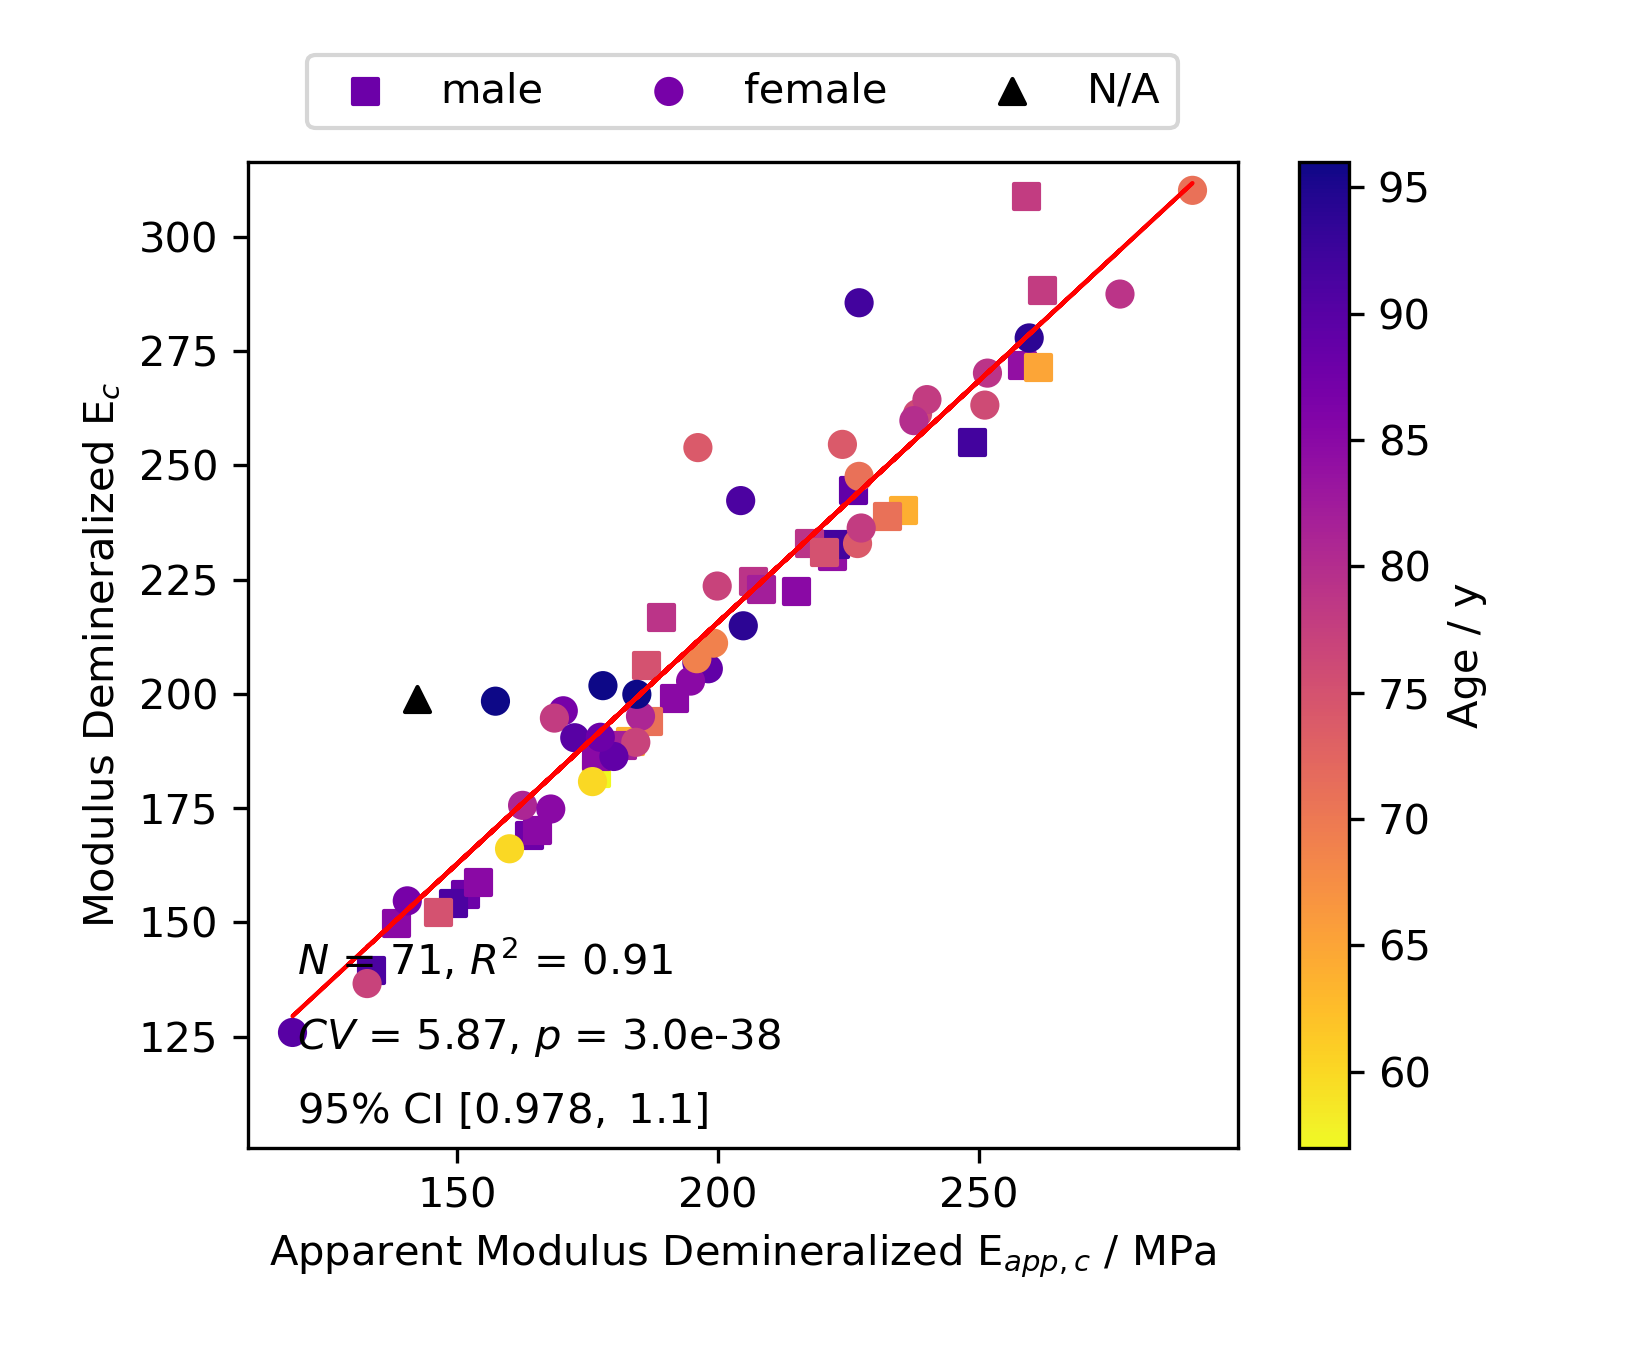 male female N/A
300
275
250
225
200
175
150
125
Modulus Demineralized E_c
N = 71, R² = 0.91
CV = 5.87, p = 3.0e-38
95% CI [0.978, 1.1]
150 200 250
Apparent Modulus Demineralized E_app,c / MPa
95
90
85
80
75
70
65
60
Age / y